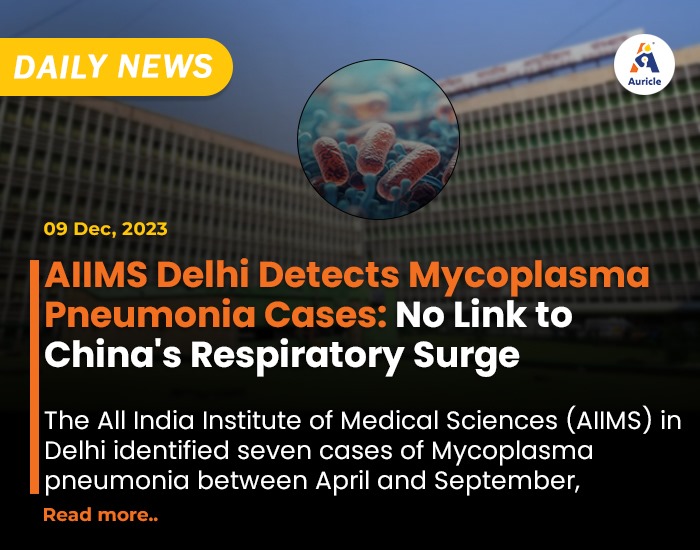 DAILY NEWS
Auricle
09 Dec, 2023
AIIMS Delhi Detects Mycoplasma
Pneumonia Cases: No Link to
China's Respiratory Surge
The All India Institute of Medical Sciences (AIIMS) in
Delhi identified seven cases of Mycoplasma
pneumonia between April and September,
Read more..